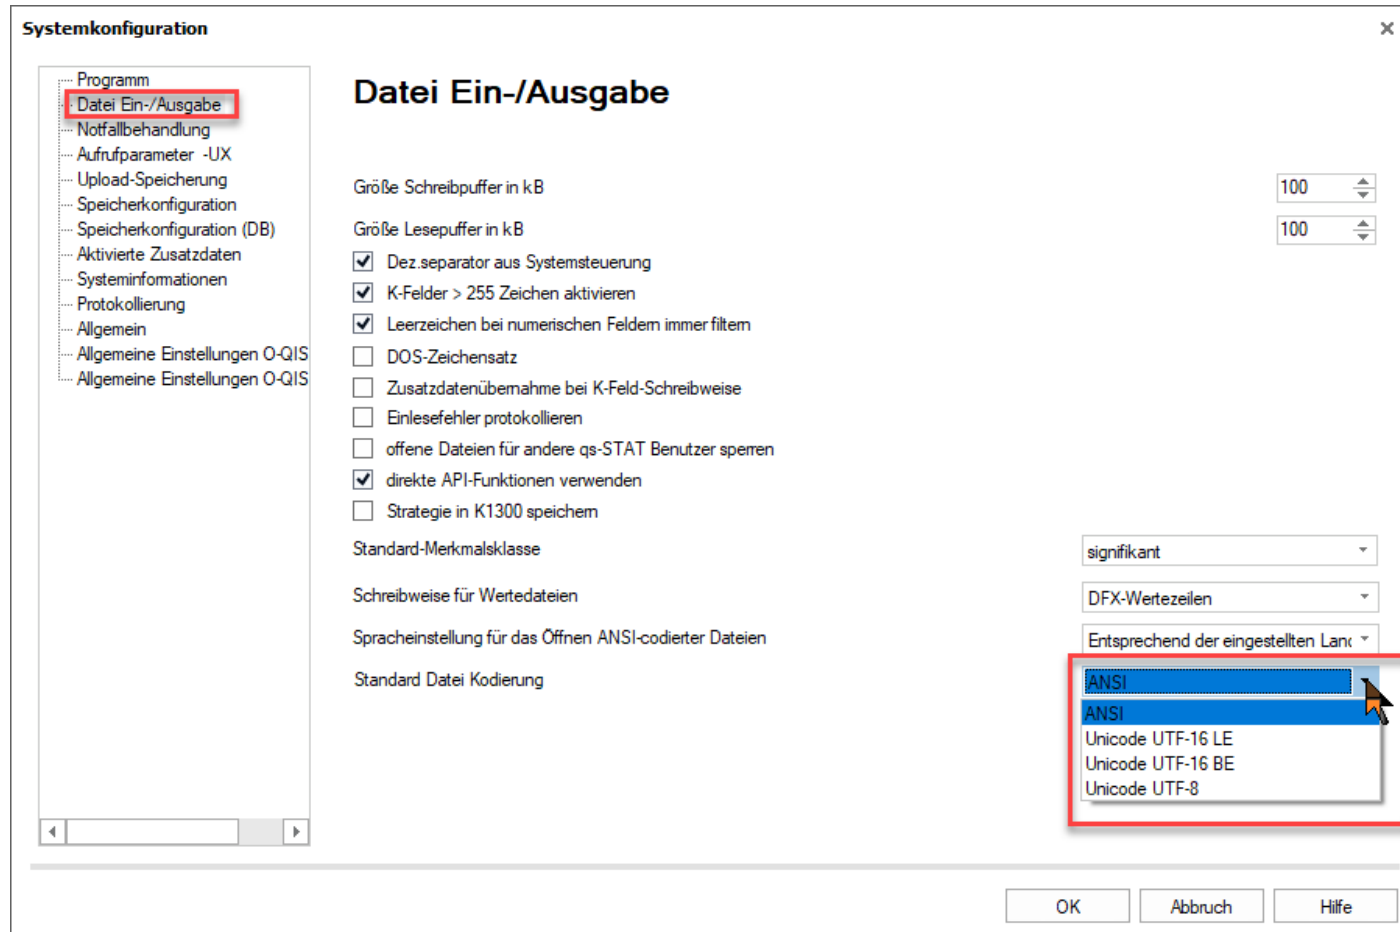 Systemkonfiguration
Programm
Datei Ein-/Ausgabe
Notfallbehandlung
Aufrufparameter -UX
Upload-Speicherung
Speicherkonfiguration
Speicherkonfiguration (DB)
Aktivierte Zusatzdaten
Systeminformationen
Protokollierung
Allgemein
Allgemeine Einstellungen O-QIS
Allgemeine Einstellungen O-QIS
Datei Ein-/Ausgabe
Größe Schreibpuffer in kB 100
Größe Lesepuffer in kB 100
Dez.separator aus Systemsteuerung
K-Felder > 255 Zeichen aktivieren
Leerzeichen bei numerischen Feldern immer filtern
DOS-Zeichensatz
Zusatzdatenübernahme bei K-Feld-Schreibweise
Einlesefehler protokollieren
offene Dateien für andere qs-STAT Benutzer sperren
direkte API-Funktionen verwenden
Strategie in K1300 speichern
Standard-Merkmalsklasse signifikant
Schreibweise für Wertedateien DFX-Wertezeilen
Spracheinstellung für das Öffnen ANSI-codierter Dateien Entsprechend der eingestellten Lanc
Standard Datei Kodierung ANSI
ANSI
Unicode UTF-16 LE
Unicode UTF-16 BE
Unicode UTF-8
OK Abbruch Hilfe